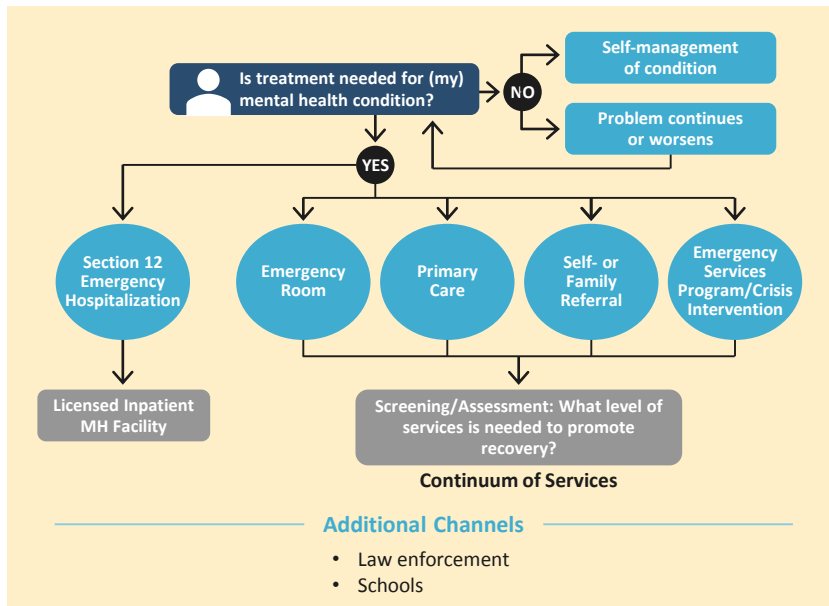 Is treatment needed for (my)
mental health condition?
NO
Self-management
of condition
Problem continues
or worsens
YES
Section 12
Emergency
Hospitalization
Emergency
Room
Primary
Care
Self- or
Family
Referral
Emergency
Services
Program/Crisis
Intervention
Licensed Inpatient
MH Facility
Screening/Assessment: What level of
services is needed to promote
recovery?
Continuum of Services
Additional Channels
• Law enforcement
• Schools